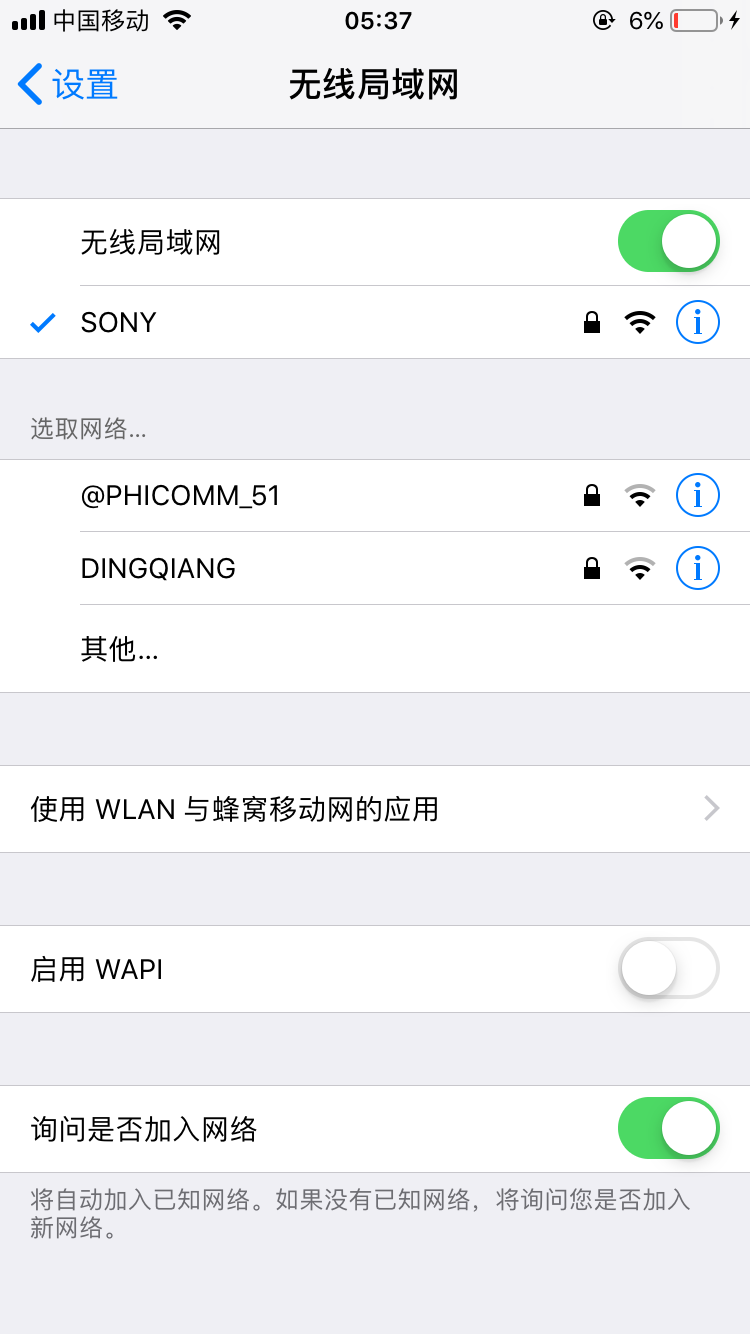 中国移动 05:37 6%
设置 无线局域网
无线局域网
SONY
选取网络...
@PHICOMM_51
DINGQIANG
其他...
使用 WLAN 与蜂窝移动网的应用
启用 WAPI
询问是否加入网络
将自动加入已知网络。如果没有已知网络，将询问您是否加入
新网络。